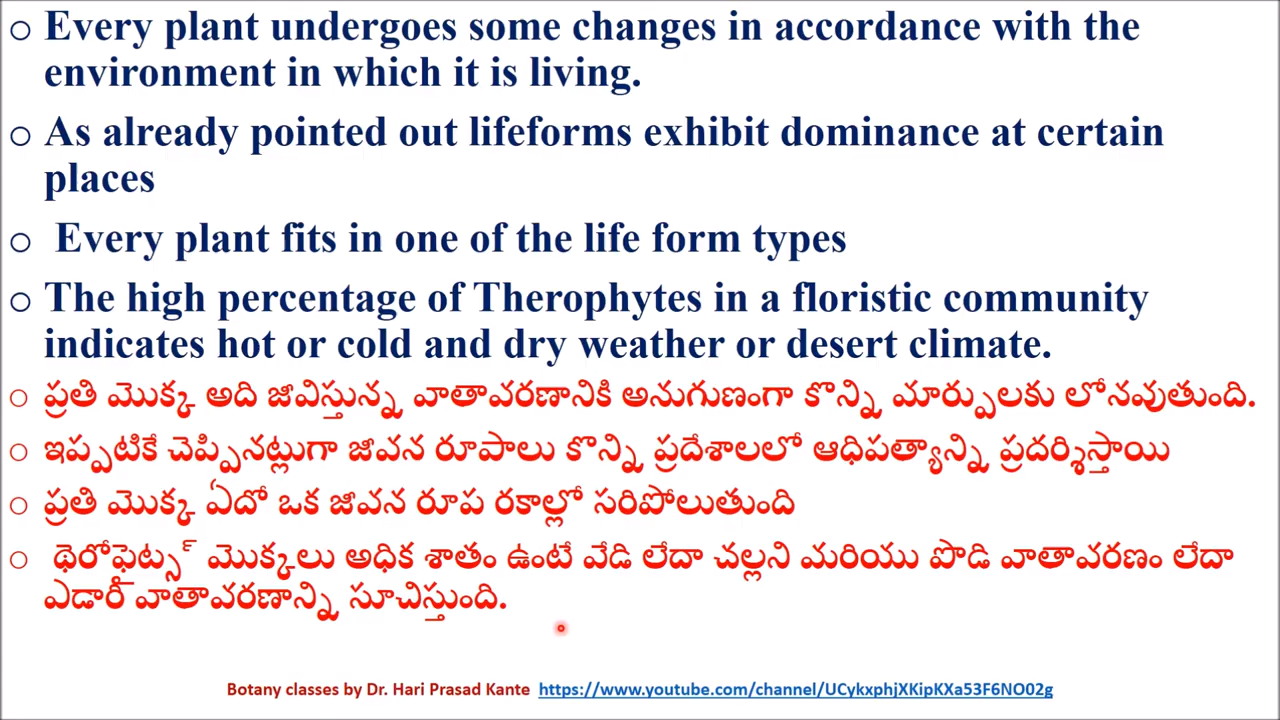 ○ Every plant undergoes some changes in accordance with the
environment in which it is living.
○ As already pointed out lifeforms exhibit dominance at certain
places
○ Every plant fits in one of the life form types
○ The high percentage of Therophytes in a floristic community
indicates hot or cold and dry weather or desert climate.
○ ప్రతి మొక్క అది జీవిస్తున్న వాతావరణానికి అనుగుణంగా కొన్ని మార్పులకు లోనవుతుంది.
○ ఇప్పటికే చెప్పినట్లుగా జీవన రూపాలు కొన్ని ప్రదేశాలలో ఆధిపత్యాన్ని ప్రదర్శిస్తాయి
○ ప్రతి మొక్క ఏదో ఒక జీవన రూప రకాల్లో సరిపోలుతుంది
○ థెరోఫైట్స్ మొక్కలు అధిక శాతం ఉంటే వేడి లేదా చల్లని మరియు పొడి వాతావరణం లేదా
ఎడారి వాతావరణాన్ని సూచిస్తుంది.
Botany classes by Dr. Hari Prasad Kante https://www.youtube.com/channel/UCykxphjXKipKXa53F6NO02g